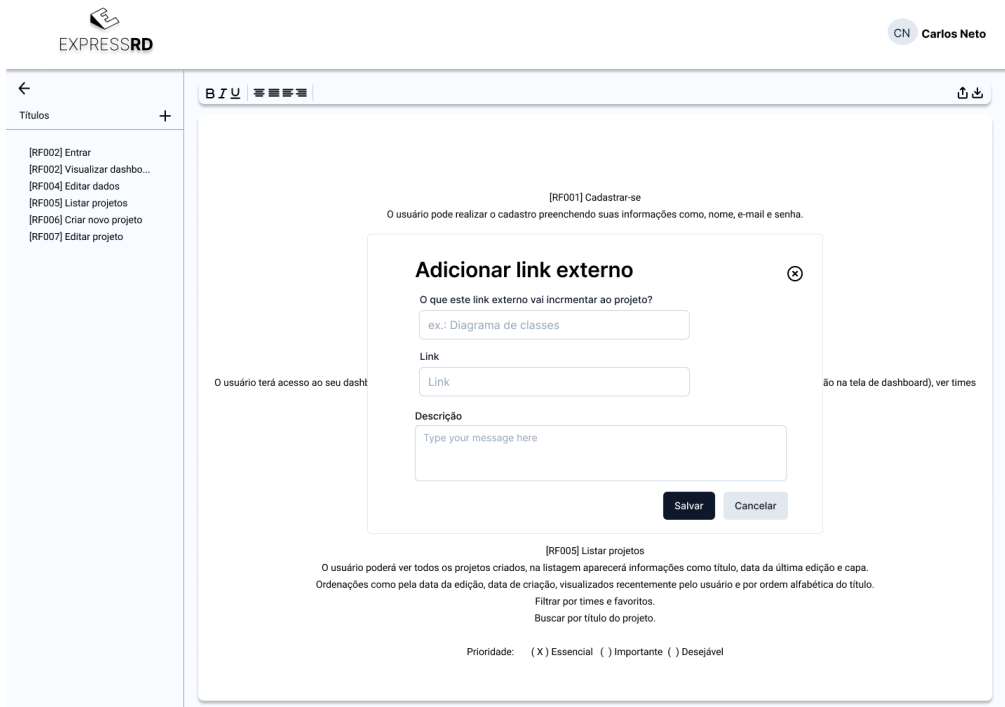 EXPRESSRD
CN Carlos Neto
B I U
Títulos
[RF002] Entrar
[RF002] Visualizar dashbo...
[RF004] Editar dados
[RF005] Listar projetos
[RF006] Criar novo projeto
[RF007] Editar projeto
[RF001] Cadastrar-se
O usuário pode realizar o cadastro preenchendo suas informações como, nome, e-mail e senha.
Adicionar link externo
O que este link externo vai incrmentar ao projeto?
ex.: Diagrama de classes
Link
Link
O usuário terá acesso ao seu dashb ão na tela de dashboard), ver times
Descrição
Type your message here
Salvar Cancelar
[RF005] Listar projetos
O usuário poderá ver todos os projetos criados, na listagem aparecerá informações como título, data da última edição e capa.
Ordenações como pela data da edição, data de criação, visualizados recentemente pelo usuário e por ordem alfabética do título.
Filtrar por times e favoritos.
Buscar por título do projeto.
Prioridade: ( X ) Essencial ( ) Importante ( ) Desejável